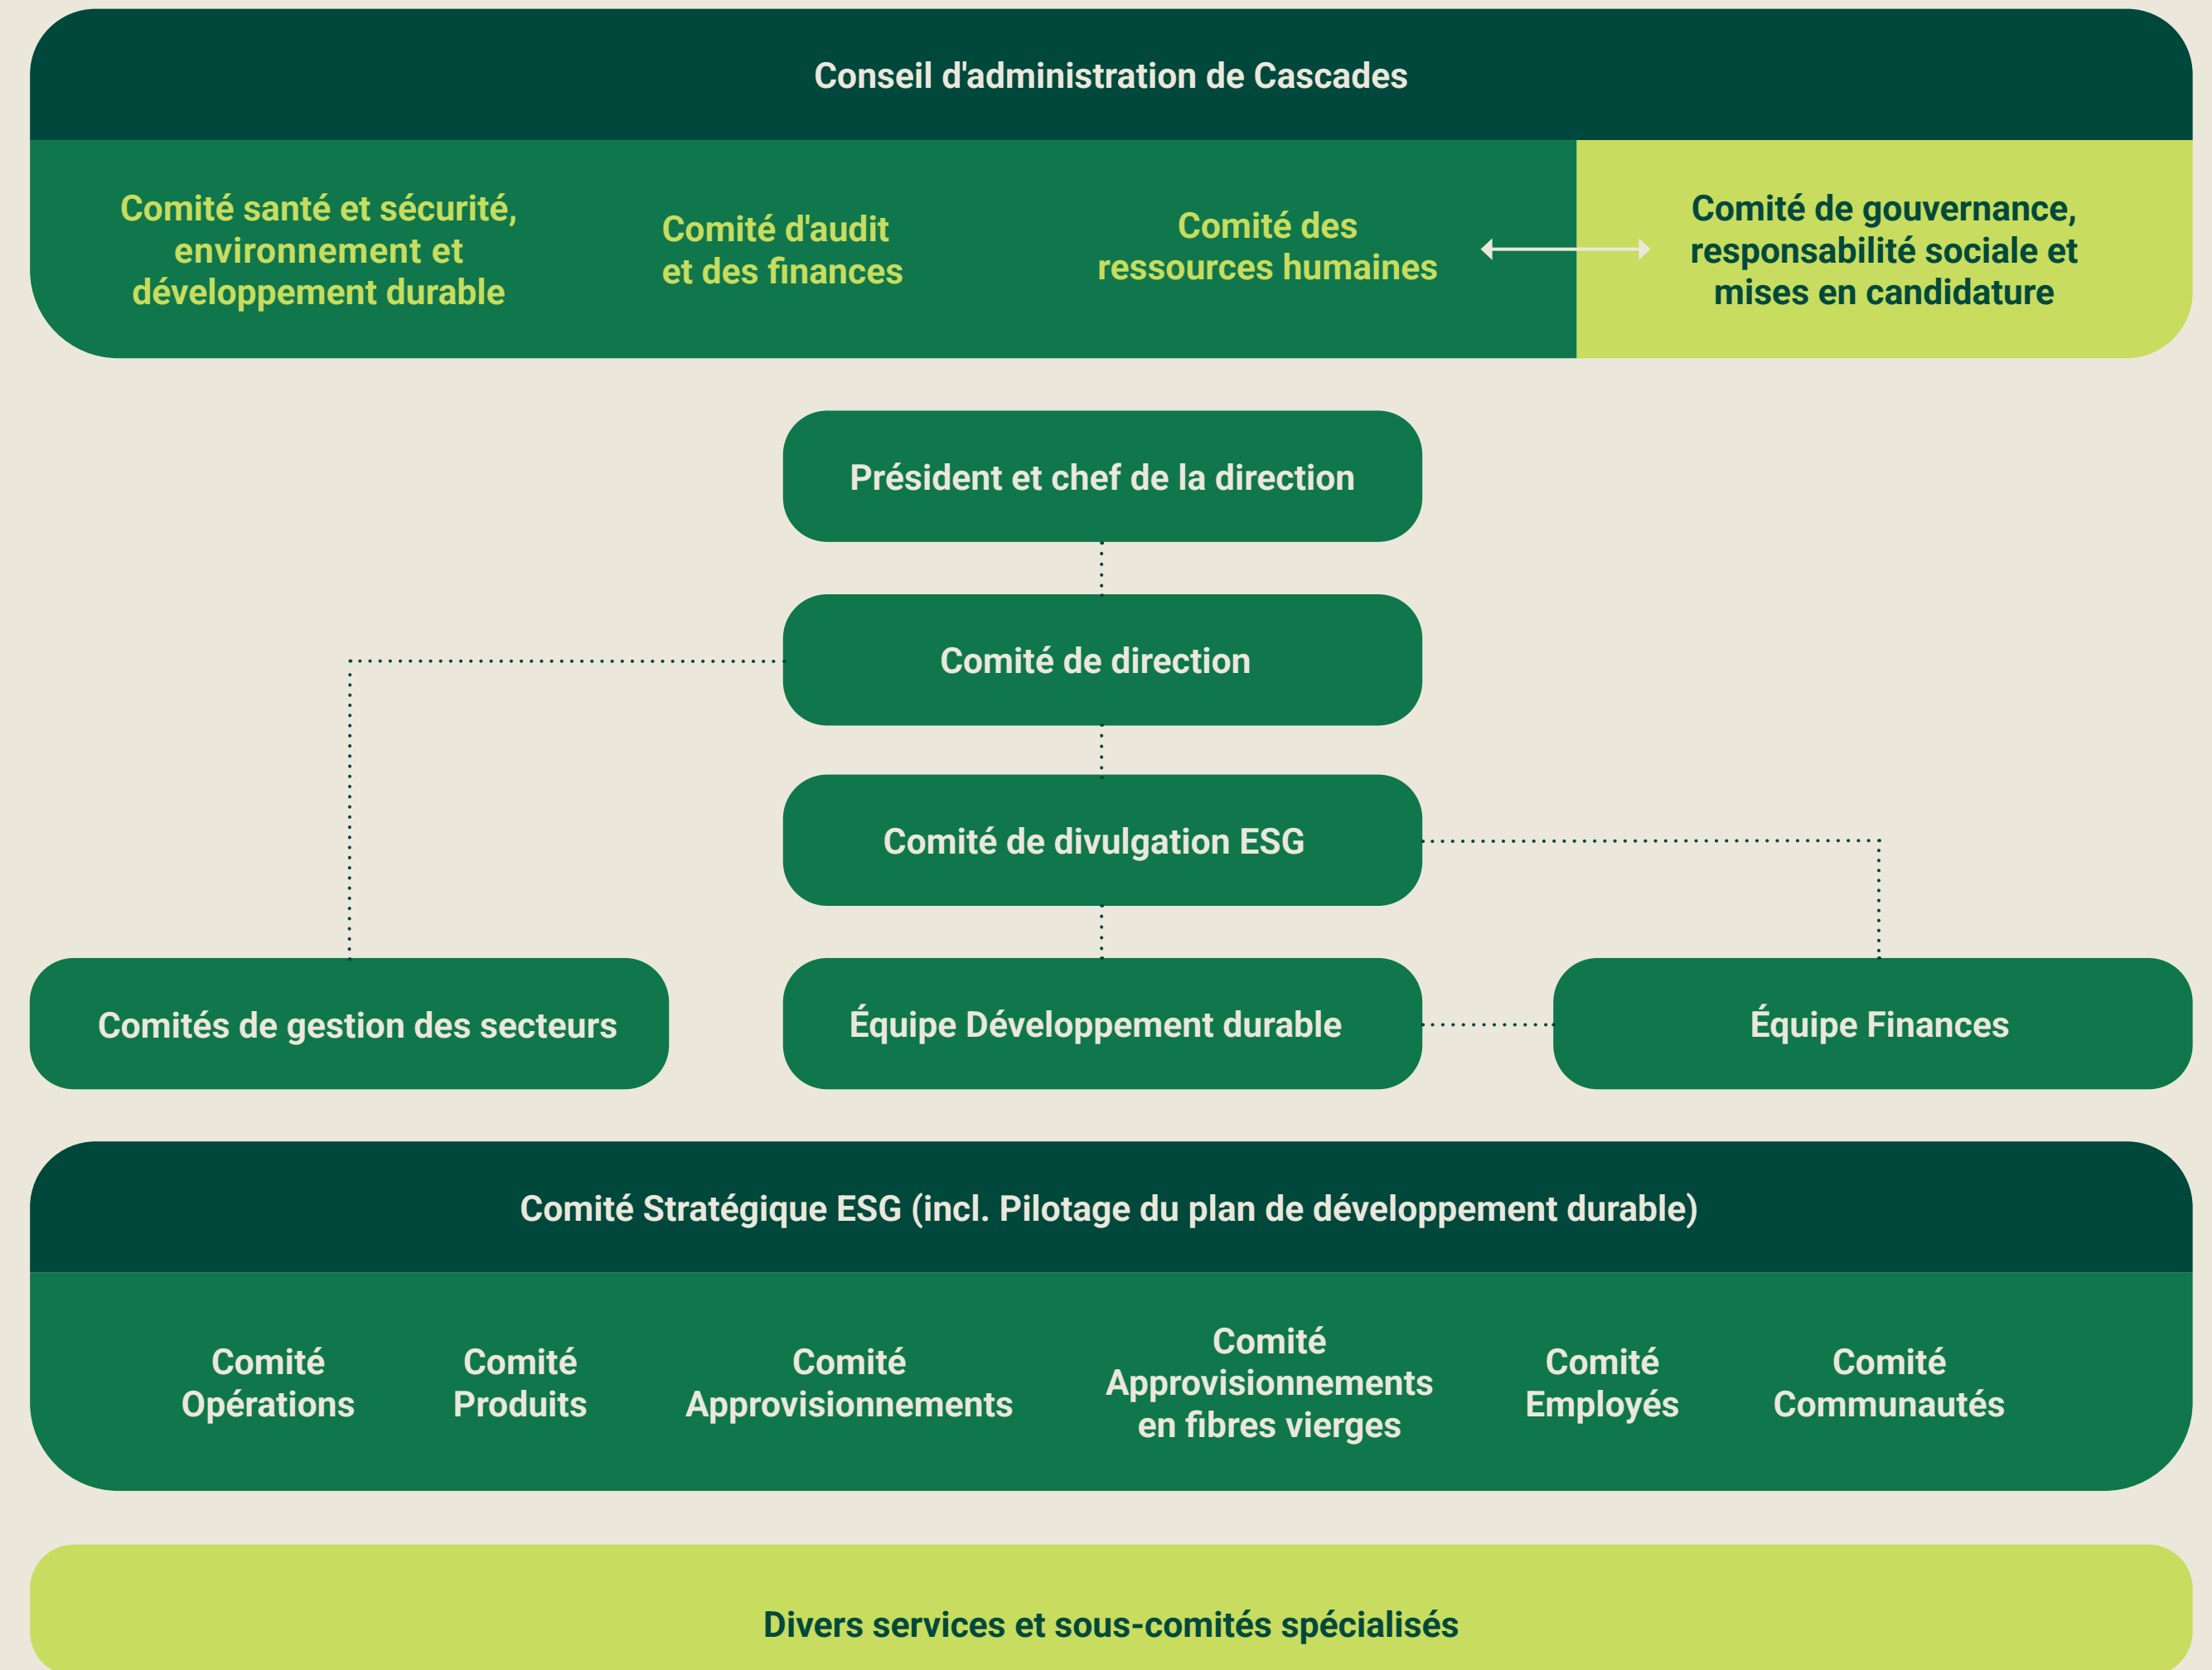 Conseil d'administration de Cascades
Comité santé et sécurité,
environnement et
développement durable
Comité d'audit
et des finances
Comité des
ressources humaines
Comité de gouvernance,
responsabilité sociale et
mises en candidature
Président et chef de la direction
Comité de direction
Comité de divulgation ESG
Comités de gestion des secteurs
Équipe Développement durable
Équipe Finances
Comité Stratégique ESG (incl. Pilotage du plan de développement durable)
Comité
Opérations
Comité
Produits
Comité
Approvisionnements
Comité
Approvisionnements
en fibres vierges
Comité
Employés
Comité
Communautés
Divers services et sous-comités spécialisés